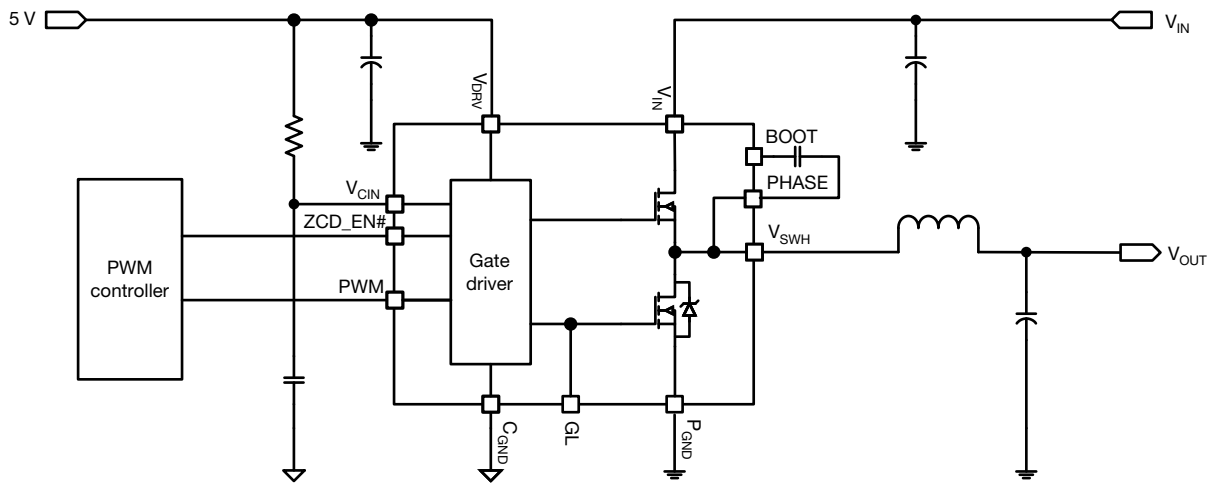 5 V
V_IN
V_DRV
V_IN
BOOT
PHASE
V_CIN
ZCD_EN#
V_SWH
PWM
controller
Gate
driver
V_OUT
PWM
C_GND
GL
P_GND